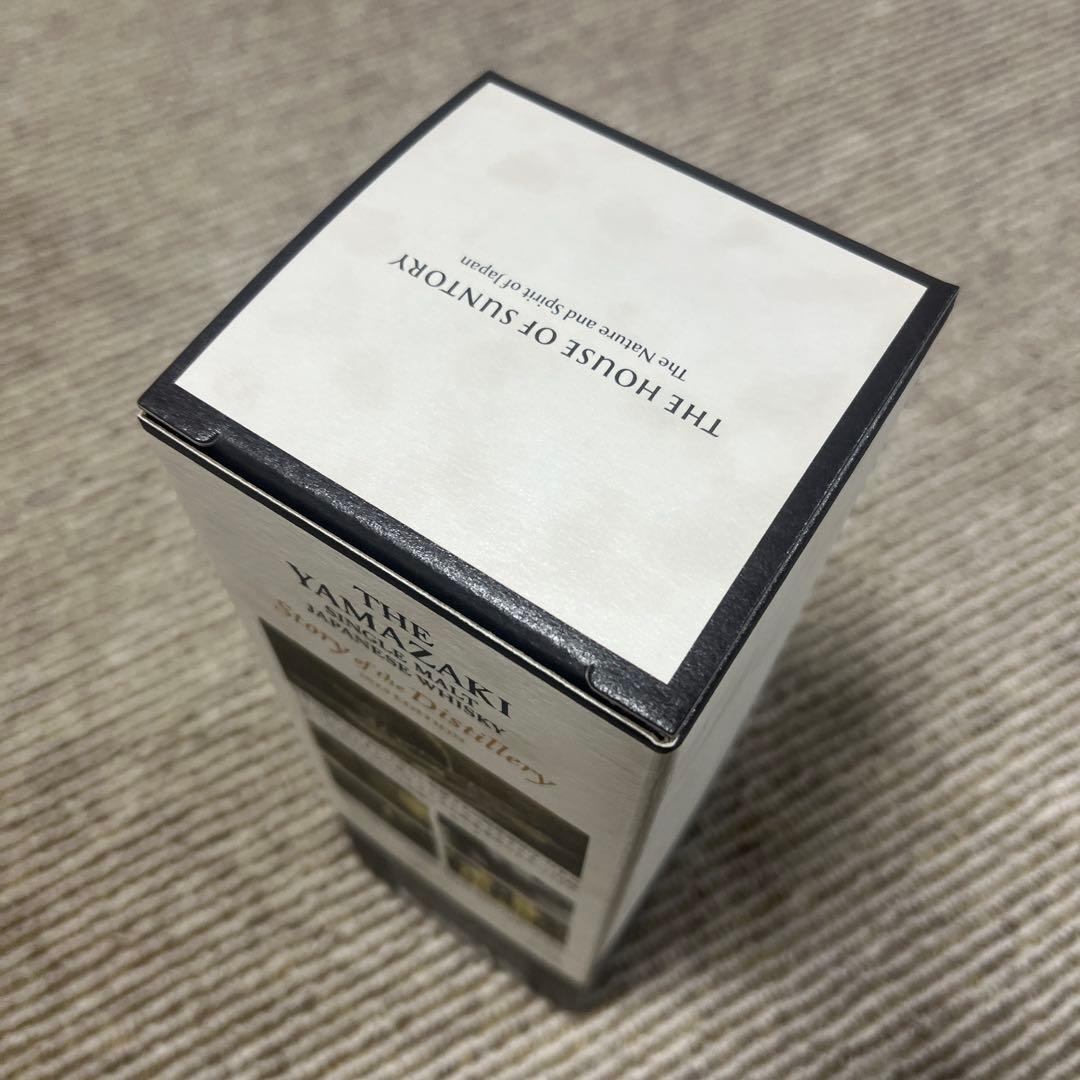 THE HOUSE OF SUNTORY
The Nature and Spirit of Japan
THE
YAMAZAKI
SINGLE MALT
JAPANESE WHISKY
Story of the Distillery